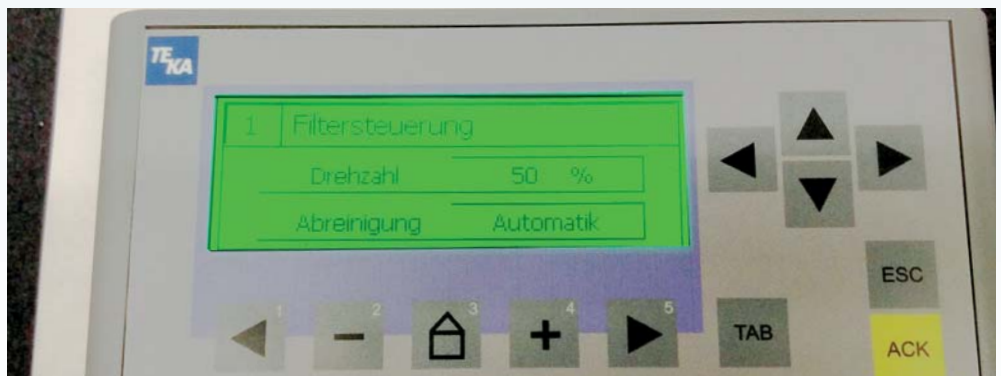 TEKA
1 Filtersteuerung
Drehzahl 50 %
Abreinigung Automatik
ESC
1 2 3 4 5
TAB
ACK